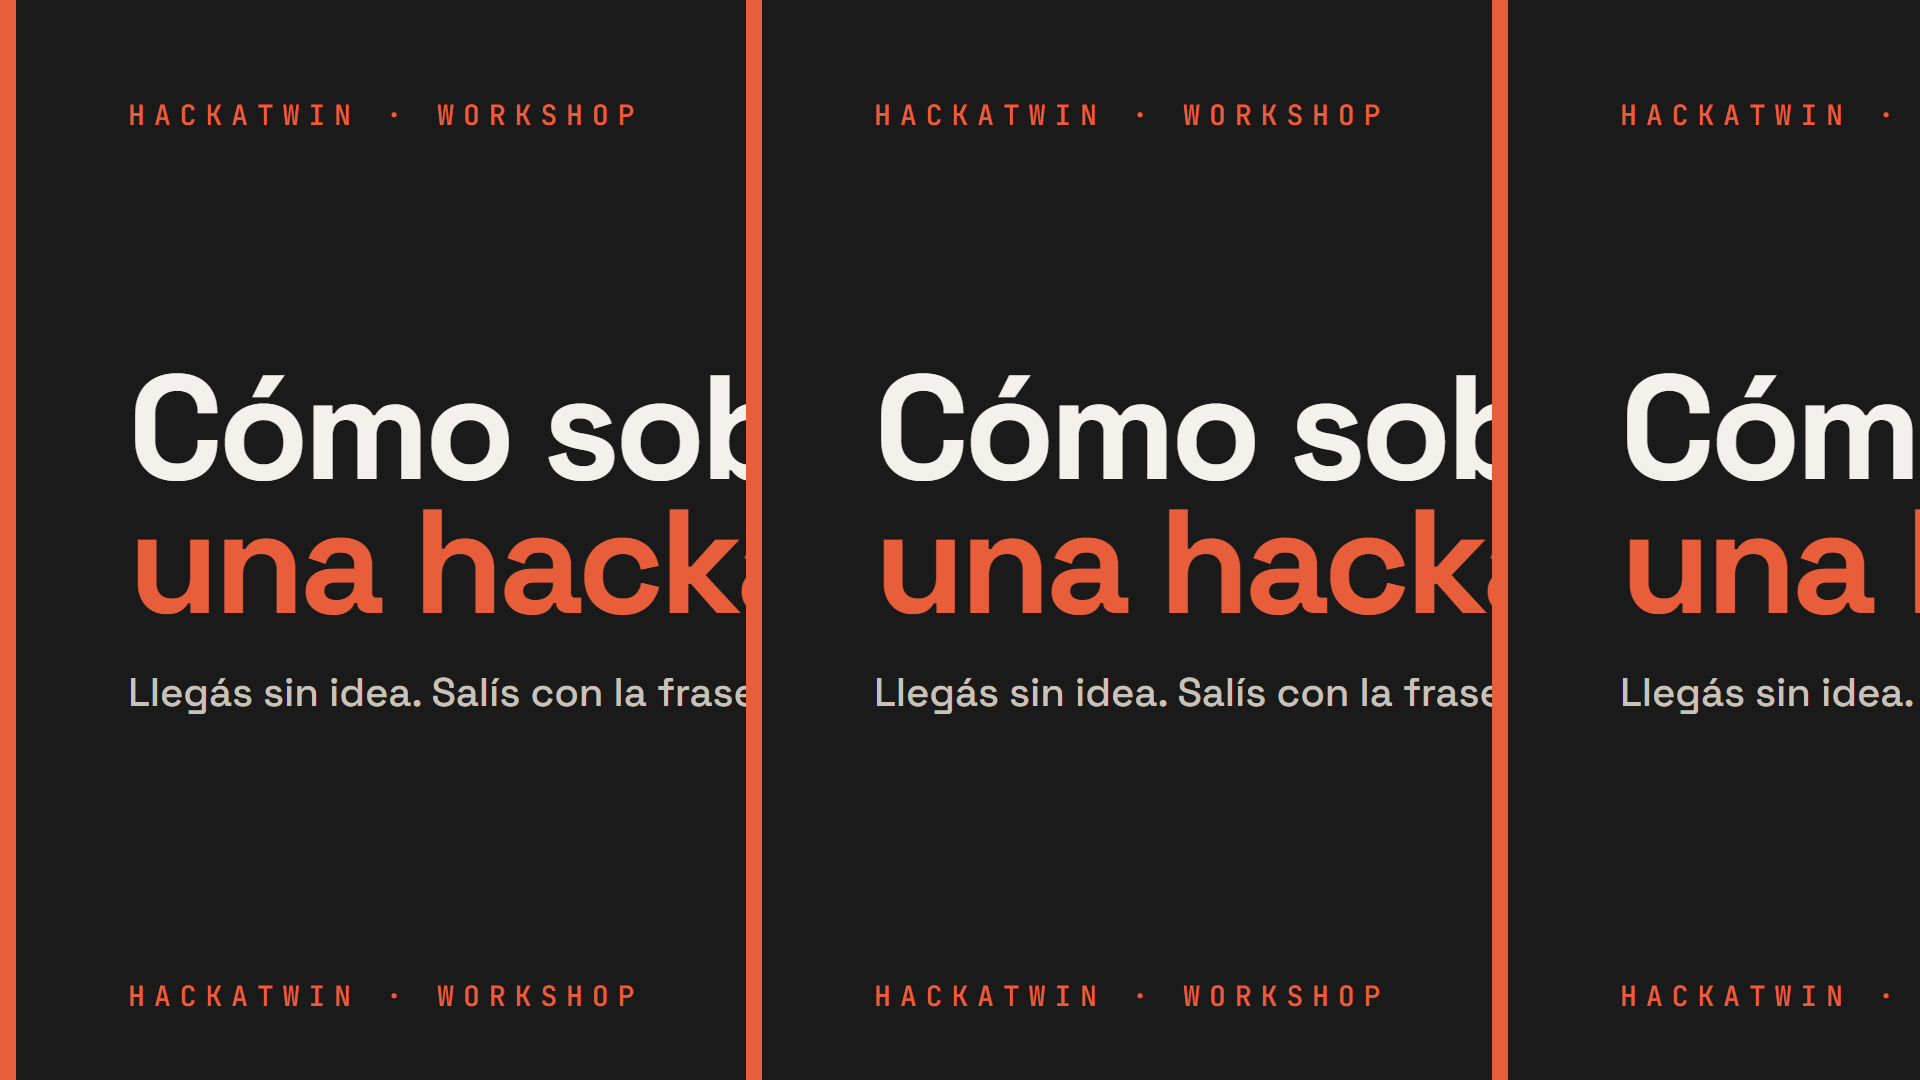 HACKATWIN · WORKSHOP
Cómo sob
una hack
Llegás sin idea. Salís con la frase
HACKATWIN · WORKSHOP
HACKATWIN · WORKSHOP
Cómo sob
una hack
Llegás sin idea. Salís con la frase
HACKATWIN · WORKSHOP
HACKATWIN ·
Cóm
una
Llegás sin idea.
HACKATWIN ·